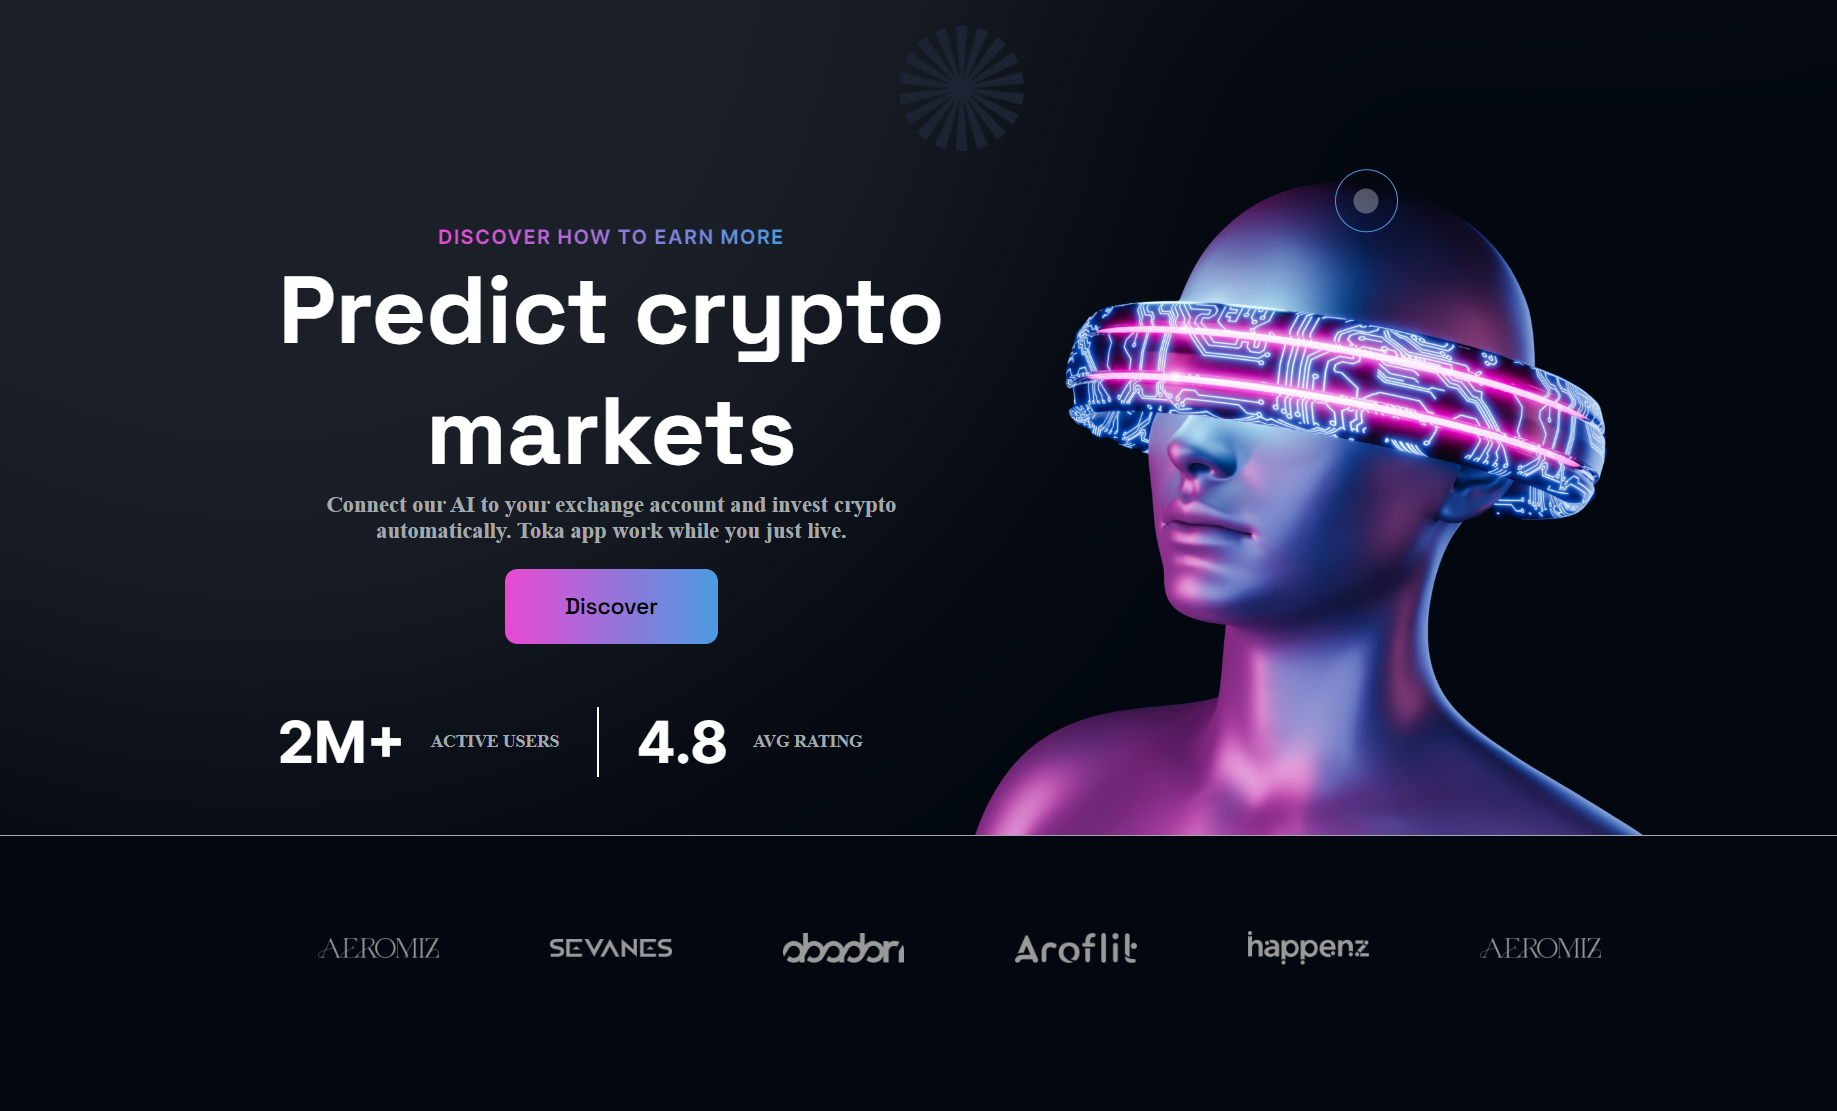 DISCOVER HOW TO EARN MORE
Predict crypto
markets
Connect our AI to your exchange account and invest crypto
automatically. Toka app work while you just live.
Discover
2M+ ACTIVE USERS 4.8 AVG RATING
AEROMIZ SEVANES abadon Aroflit happenz AEROMIZ